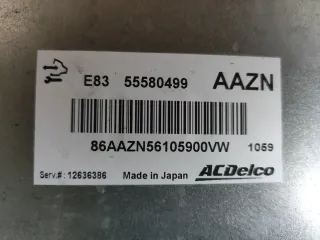 E83 55580499 AAZN
86AAZN56105900VW 1059
Serv.#: 12636386 Made in Japan ACDelco